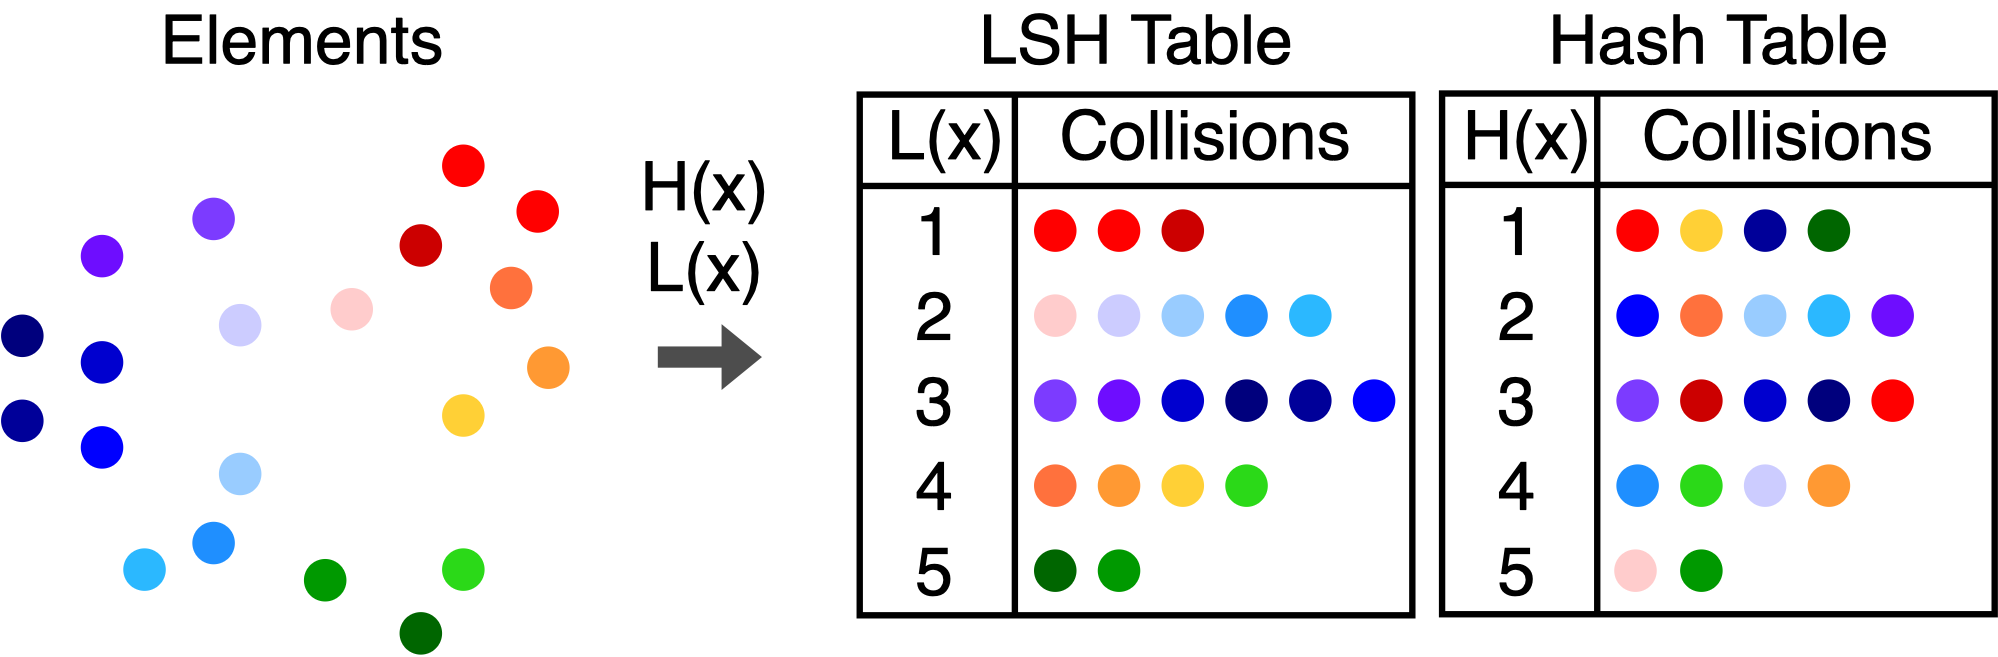 Elements
H(x)
L(x)
LSH Table
L(x) Collisions
1
2
3
4
5
Hash Table
H(x) Collisions
1
2
3
4
5